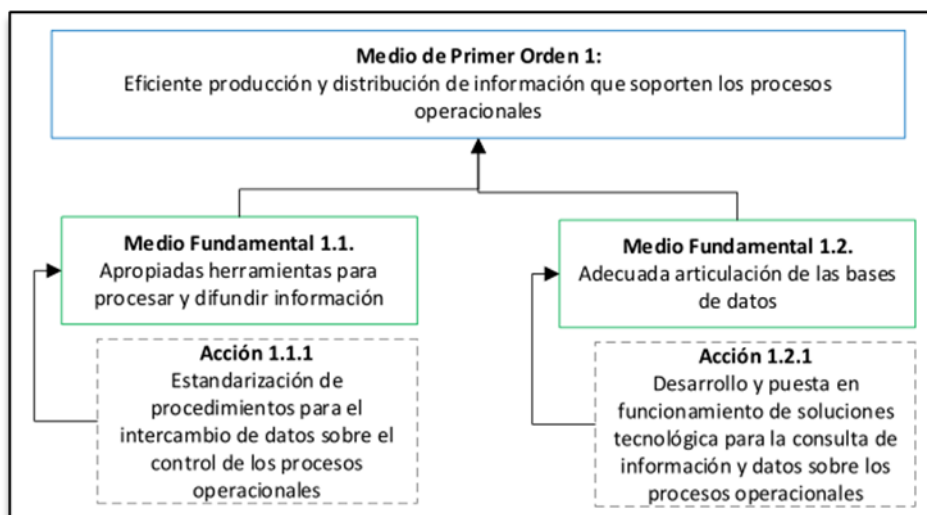 Medio de Primer Orden 1:
Eficiente producción y distribución de información que soporten los procesos
operacionales
Medio Fundamental 1.1.
Apropiadas herramientas para
procesar y difundir información
Acción 1.1.1
Estandarización de
procedimientos para el
intercambio de datos sobre el
control de los procesos
operacionales
Medio Fundamental 1.2.
Adecuada articulación de las bases
de datos
Acción 1.2.1
Desarrollo y puesta en
funcionamiento de soluciones
tecnológica para la consulta de
información y datos sobre los
procesos operacionales